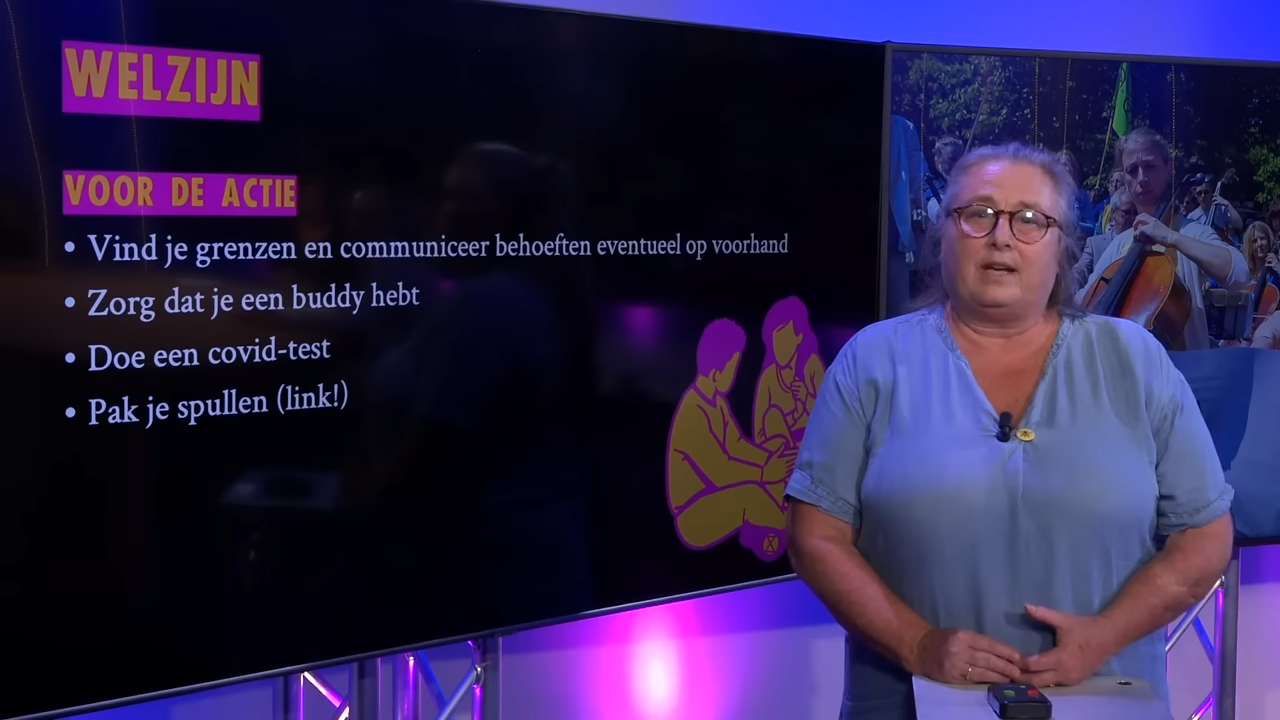 WELZIJN
VOOR DE ACTIE
• Vind je grenzen en communiceer behoeften eventueel op voorhand
• Zorg dat je een buddy hebt
• Doe een covid-test
• Pak je spullen (link!)